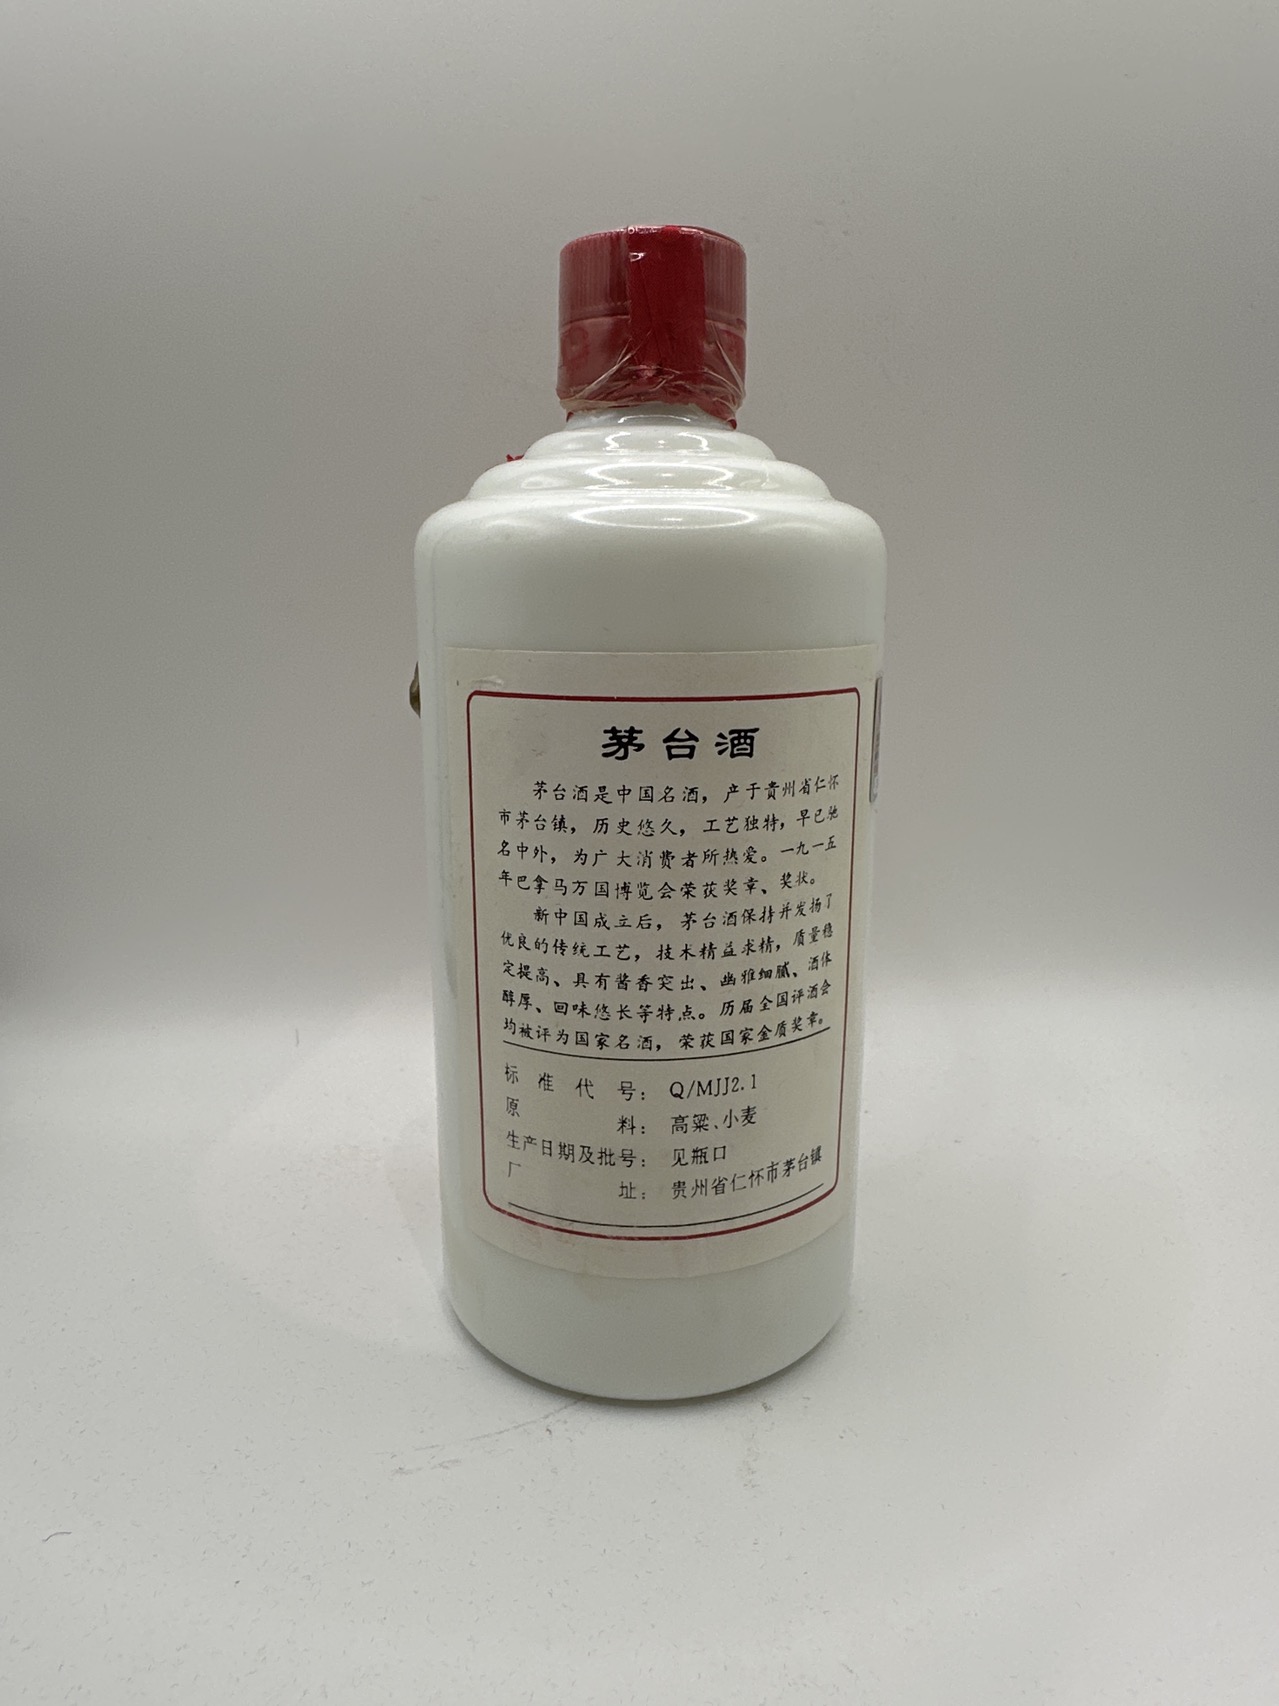 茅台酒
茅台酒是中国名酒，产于贵州省仁怀
市茅台镇，历史悠久，工艺独特，早已驰
名中外，为广大消费者所热爱。一九一五
年巴拿马万国博览会荣获奖章、奖状。
新中国成立后，茅台酒保持并发扬了
优良的传统工艺，技术精益求精，质量稳
定提高、具有酱香突出、幽雅细腻、酒体
醇厚、回味悠长等特点。历届全国评酒会
均被评为国家名酒，荣获国家金质奖章。
标准代号：Q/MJJ2.1
原料：高粱、小麦
生产日期及批号：见瓶口
厂址：贵州省仁怀市茅台镇